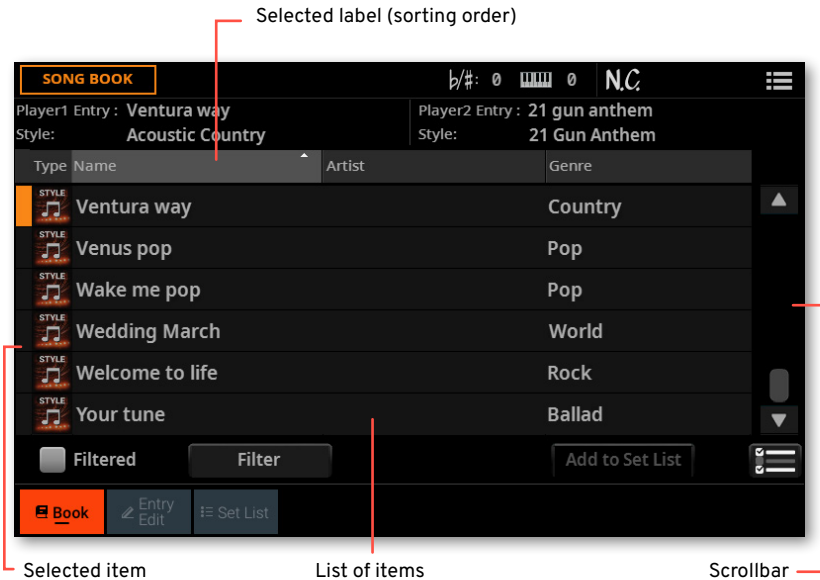 Selected label (sorting order)
SONG BOOK ♭/♯: 0 0 N.C.
Player1 Entry : Ventura way Player2 Entry : 21 gun anthem
Style: Acoustic Country Style: 21 Gun Anthem
Type Name Artist Genre
STYLE Ventura way Country
STYLE Venus pop Pop
STYLE Wake me pop Pop
STYLE Wedding March World
STYLE Welcome to life Rock
STYLE Your tune Ballad
Filtered Filter Add to Set List
Book Entry Edit Set List
Selected item List of items Scrollbar